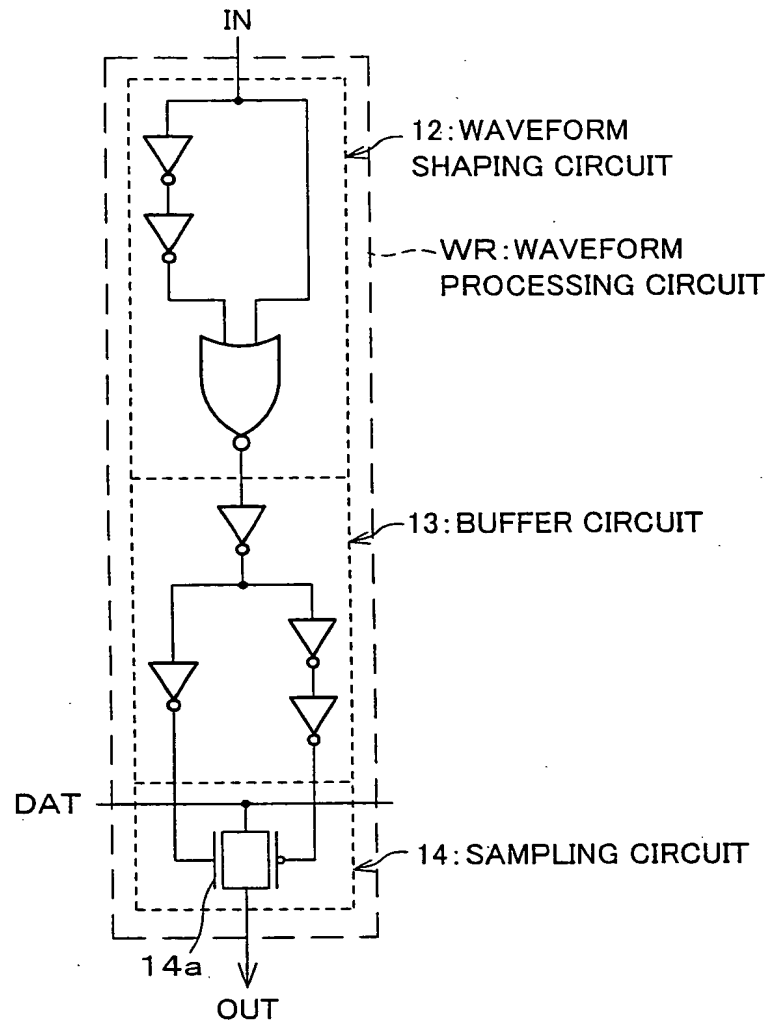 IN
12:WAVEFORM
SHAPING CIRCUIT
WR:WAVEFORM
PROCESSING CIRCUIT
13:BUFFER CIRCUIT
DAT
14:SAMPLING CIRCUIT
14a
OUT